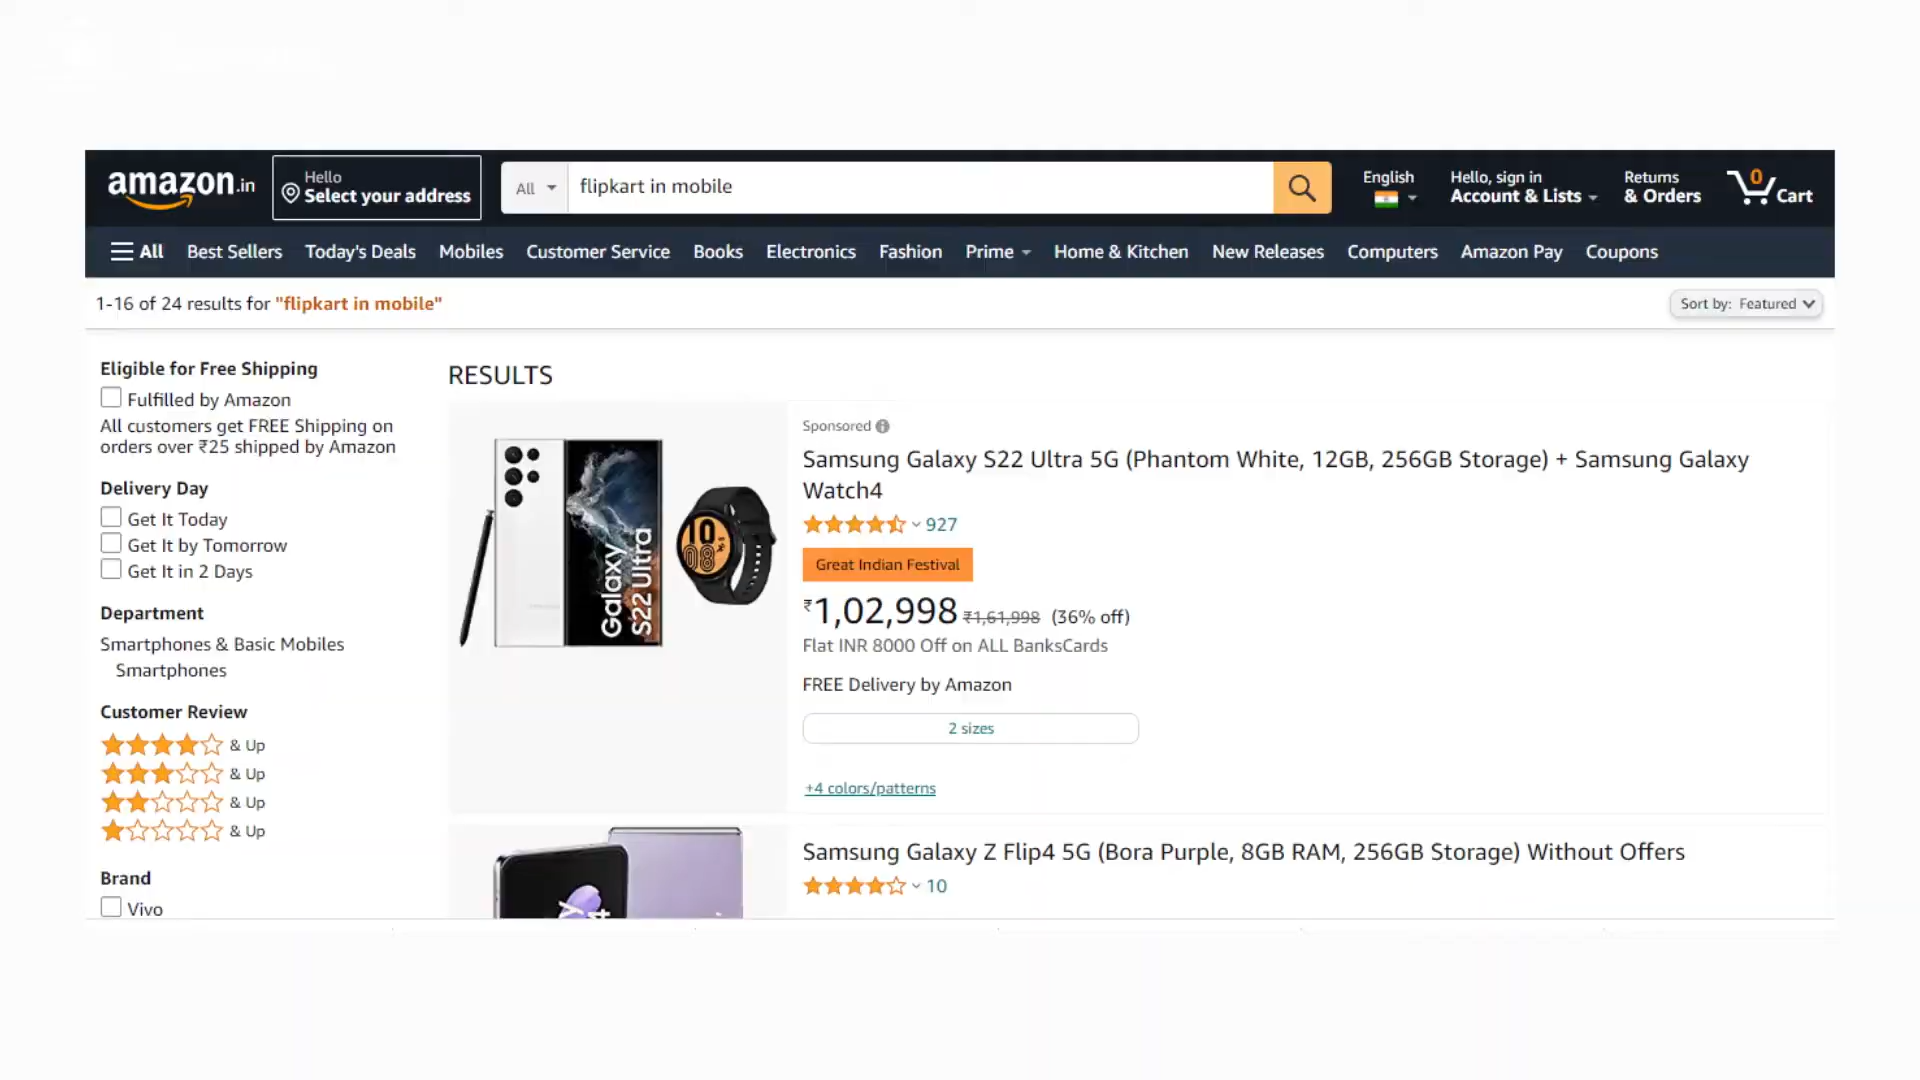 amazon.in
Hello
Select your address
All
flipkart in mobile
English
Hello, sign in
Account & Lists
Returns
& Orders
0
Cart
All
Best Sellers
Today's Deals
Mobiles
Customer Service
Books
Electronics
Fashion
Prime
Home & Kitchen
New Releases
Computers
Amazon Pay
Coupons
1-16 of 24 results for "flipkart in mobile"
Sort by: Featured
Eligible for Free Shipping
Fulfilled by Amazon
All customers get FREE Shipping on
orders over ₹25 shipped by Amazon
Delivery Day
Get It Today
Get It by Tomorrow
Get It in 2 Days
Department
Smartphones & Basic Mobiles
Smartphones
Customer Review
& Up
& Up
& Up
& Up
Brand
Vivo
RESULTS
Galaxy
S22 Ultra
10
08
Sponsored
Samsung Galaxy S22 Ultra 5G (Phantom White, 12GB, 256GB Storage) + Samsung Galaxy
Watch4
927
Great Indian Festival
₹1,02,998 ₹1,61,998 (36% off)
Flat INR 8000 Off on ALL BanksCards
FREE Delivery by Amazon
2 sizes
+4 colors/patterns
Samsung Galaxy Z Flip4 5G (Bora Purple, 8GB RAM, 256GB Storage) Without Offers
10